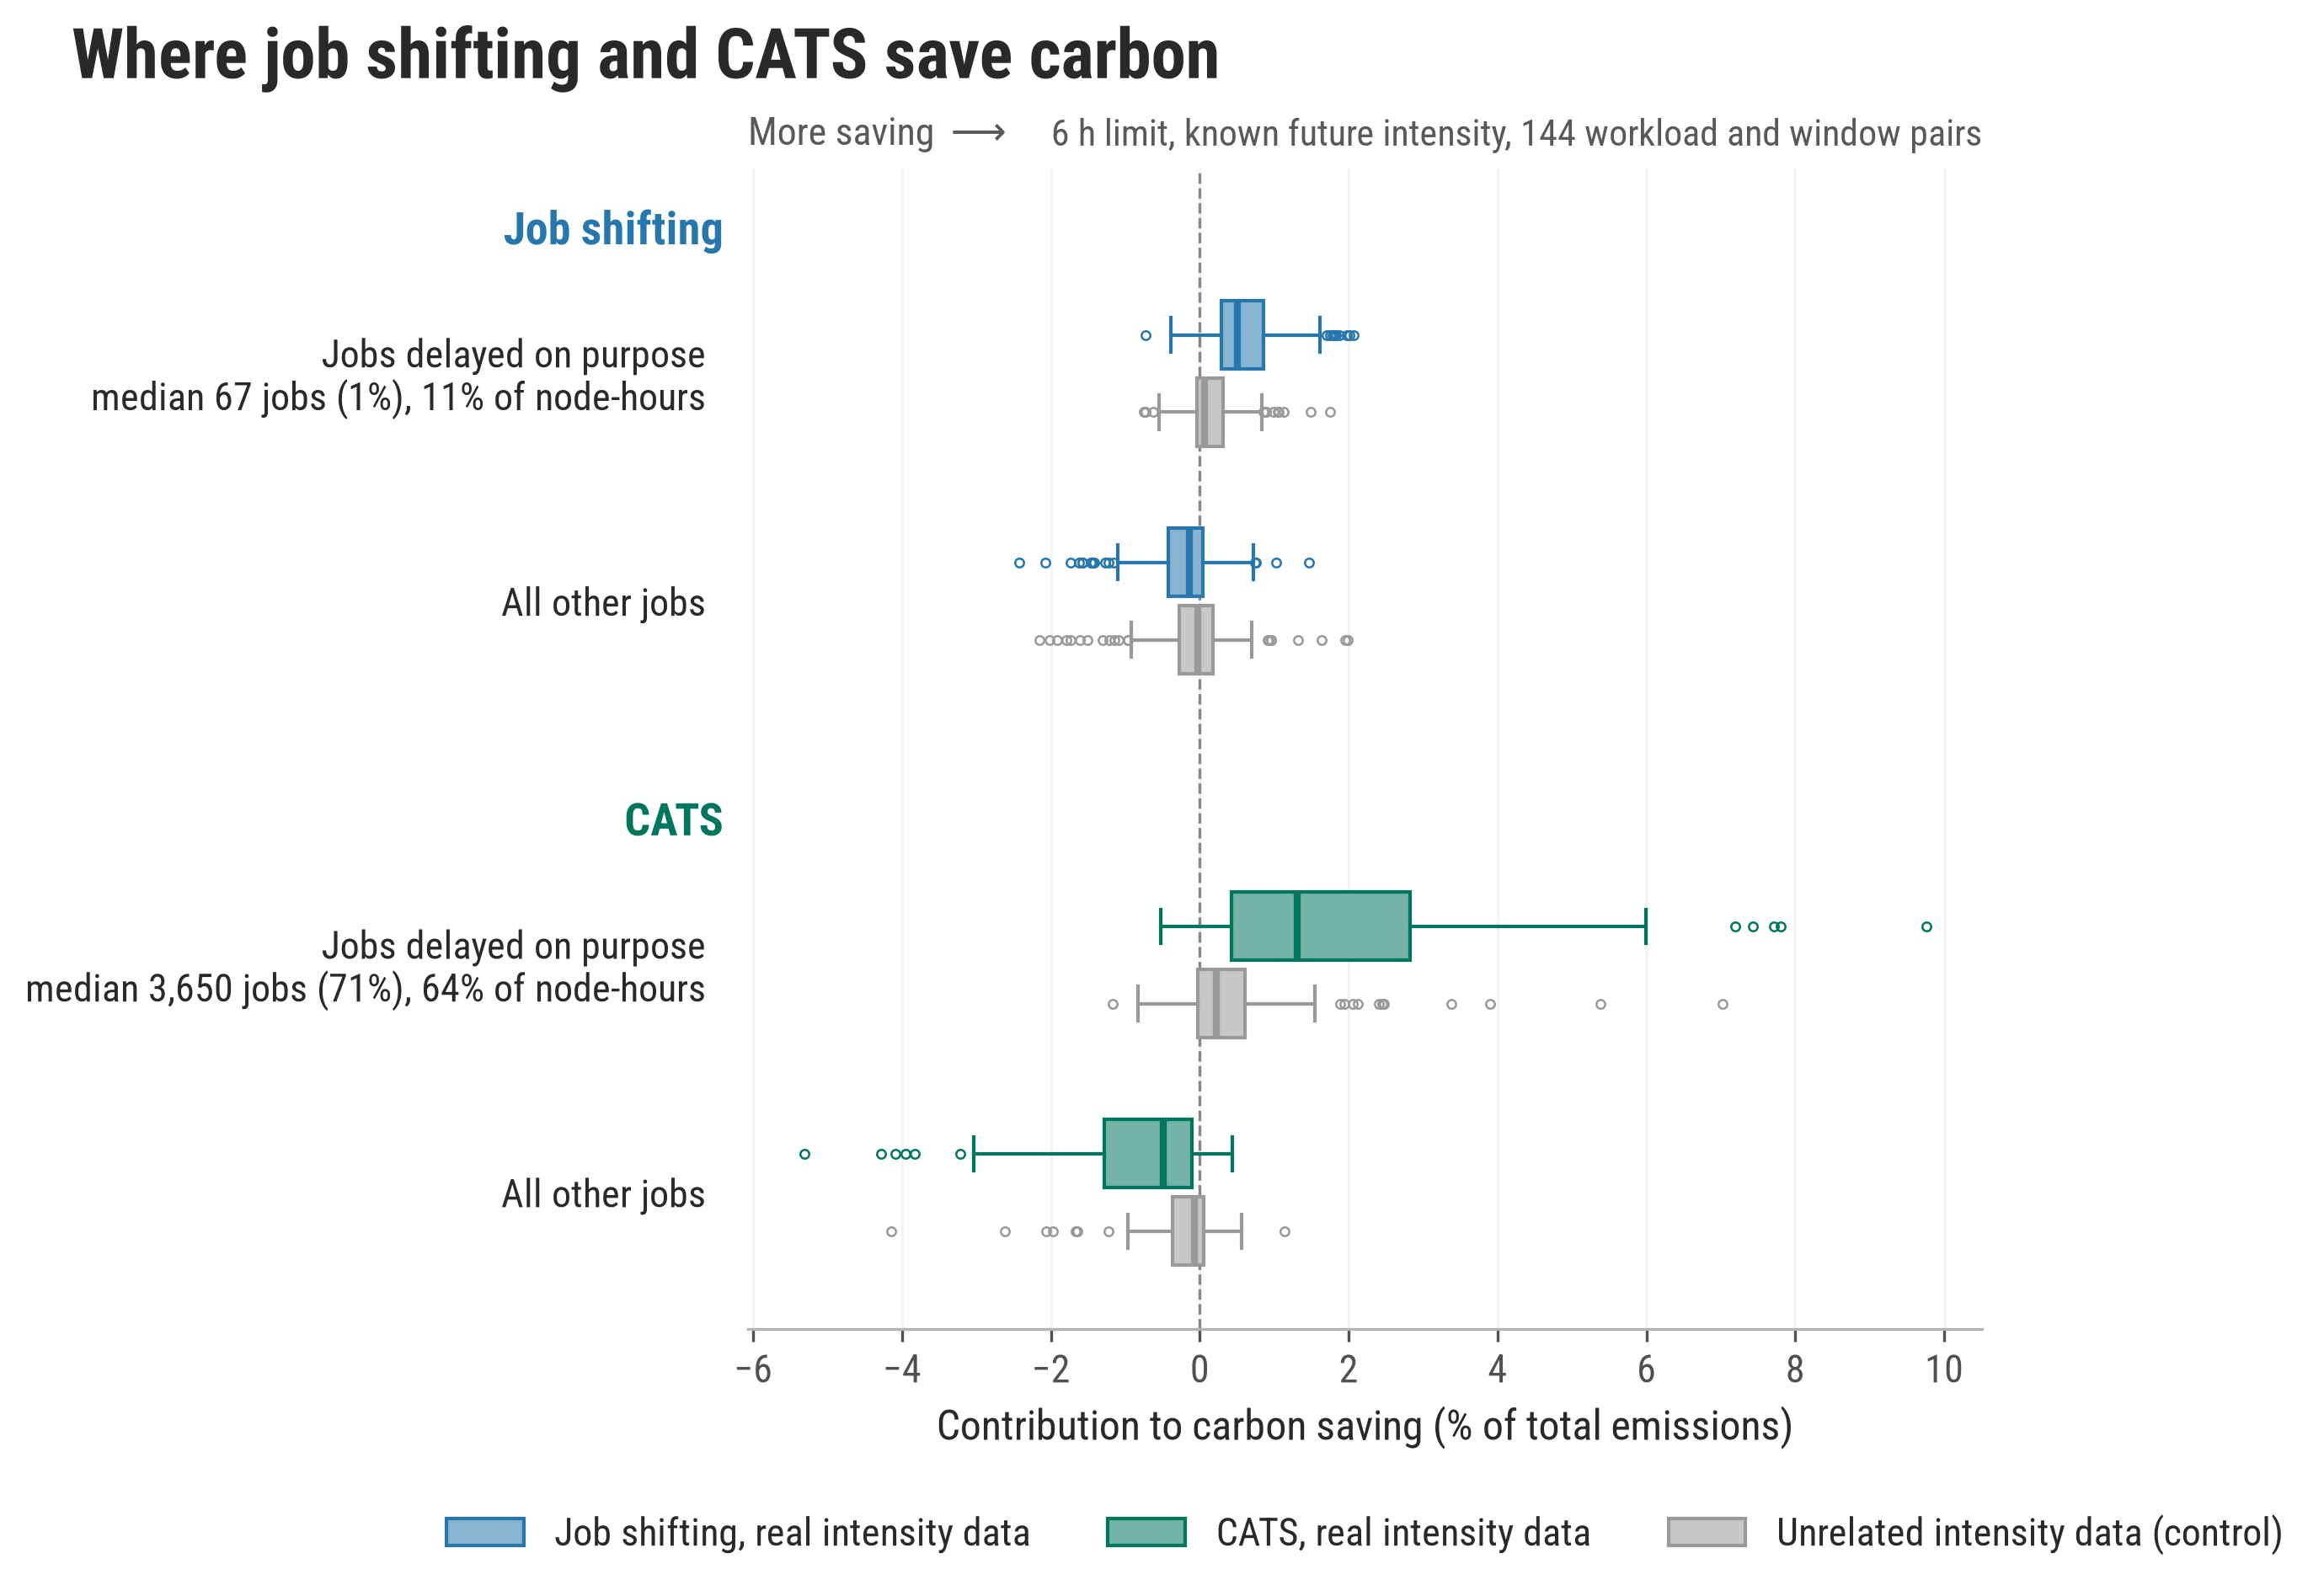 Where job shifting and CATS save carbon
More saving ⟶ 6 h limit, known future intensity, 144 workload and window pairs
Job shifting
Jobs delayed on purpose
median 67 jobs (1%), 11% of node-hours
All other jobs
CATS
Jobs delayed on purpose
median 3,650 jobs (71%), 64% of node-hours
All other jobs
−6 −4 −2 0 2 4 6 8 10
Contribution to carbon saving (% of total emissions)
Job shifting, real intensity data CATS, real intensity data Unrelated intensity data (control)